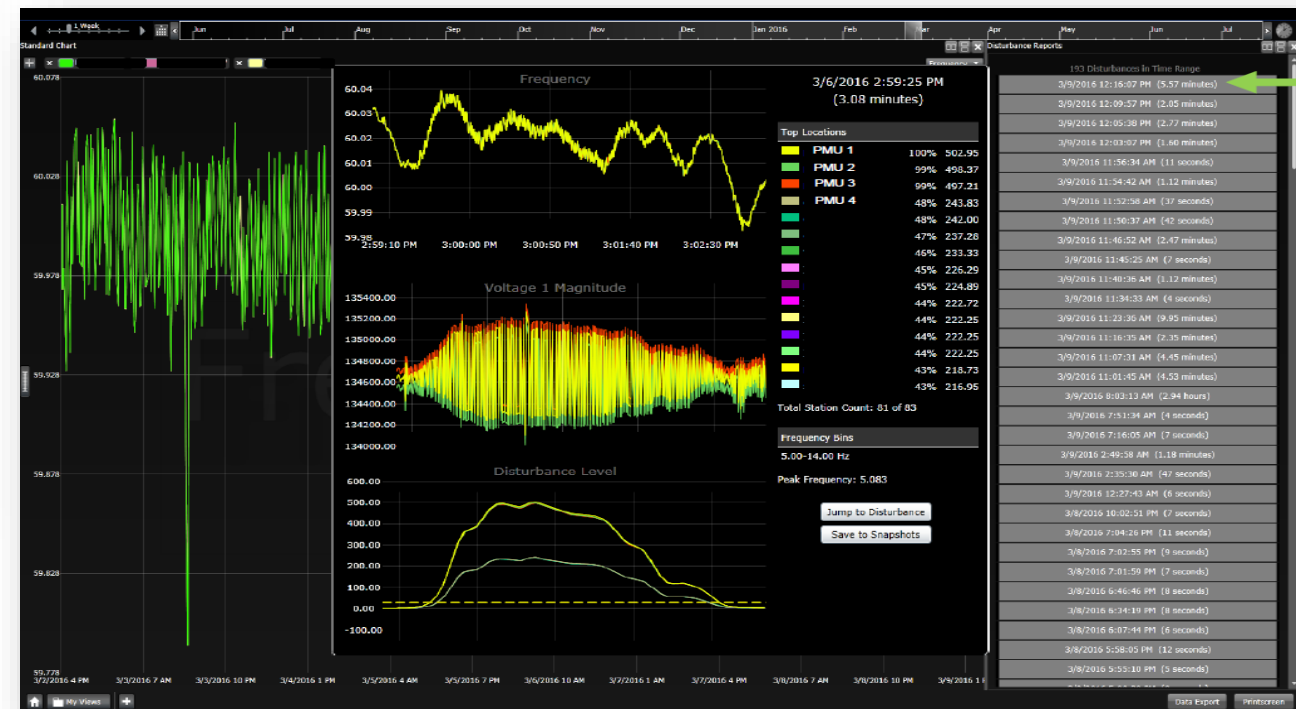 1 Week
Jun Jul Aug Sep Oct Nov Dec Jan 2016 Feb Mar Apr May Jun Jul
Standard Chart
Frequency
60.078
60.028
59.978
59.928
59.878
59.828
59.778
3/2/2016 4 PM 3/3/2016 7 AM 3/3/2016 10 PM 3/4/2016 1 PM 3/5/2016 4 AM 3/5/2016 7 PM 3/6/2016 10 AM 3/7/2016 1 AM 3/7/2016 4 PM 3/8/2016 7 AM 3/8/2016 10 PM 3/9/2016 1
Frequency
60.04
60.03
60.02
60.01
60.00
59.99
59.98
2:59:10 PM 3:00:00 PM 3:00:50 PM 3:01:40 PM 3:02:30 PM
Voltage 1 Magnitude
135400.00
135200.00
135000.00
134800.00
134600.00
134400.00
134200.00
134000.00
Disturbance Level
600.00
500.00
400.00
300.00
200.00
100.00
0.00
-100.00
3/6/2016 2:59:25 PM
(3.08 minutes)
Top Locations
PMU 1 100% 502.95
PMU 2 99% 498.37
PMU 3 99% 497.21
PMU 4 48% 243.83
48% 242.00
47% 237.28
46% 233.33
45% 226.29
45% 224.89
44% 222.72
44% 222.25
44% 222.25
44% 222.25
43% 218.73
43% 216.95
Total Station Count: 81 of 83
Frequency Bins
5.00-14.00 Hz
Peak Frequency: 5.083
Jump to Disturbance
Save to Snapshots
Disturbance Reports
193 Disturbances in Time Range
3/9/2016 12:16:07 PM (5.57 minutes)
3/9/2016 12:09:57 PM (2.05 minutes)
3/9/2016 12:05:38 PM (2.77 minutes)
3/9/2016 12:03:07 PM (1.60 minutes)
3/9/2016 11:56:34 AM (11 seconds)
3/9/2016 11:54:42 AM (1.12 minutes)
3/9/2016 11:52:58 AM (37 seconds)
3/9/2016 11:50:37 AM (42 seconds)
3/9/2016 11:46:52 AM (2.47 minutes)
3/9/2016 11:45:25 AM (7 seconds)
3/9/2016 11:40:36 AM (1.12 minutes)
3/9/2016 11:34:33 AM (4 seconds)
3/9/2016 11:23:36 AM (9.95 minutes)
3/9/2016 11:16:35 AM (2.35 minutes)
3/9/2016 11:07:31 AM (4.45 minutes)
3/9/2016 11:01:45 AM (4.53 minutes)
3/9/2016 8:03:13 AM (2.94 hours)
3/9/2016 7:51:34 AM (4 seconds)
3/9/2016 7:16:05 AM (7 seconds)
3/9/2016 2:49:58 AM (1.18 minutes)
3/9/2016 2:35:30 AM (47 seconds)
3/9/2016 12:27:43 AM (6 seconds)
3/8/2016 10:02:51 PM (7 seconds)
3/8/2016 7:04:26 PM (11 seconds)
3/8/2016 7:02:55 PM (9 seconds)
3/8/2016 7:01:59 PM (7 seconds)
3/8/2016 6:46:46 PM (8 seconds)
3/8/2016 6:34:19 PM (8 seconds)
3/8/2016 6:07:44 PM (6 seconds)
3/8/2016 5:58:05 PM (12 seconds)
3/8/2016 5:55:10 PM (5 seconds)
My Views
Data Export Printscreen